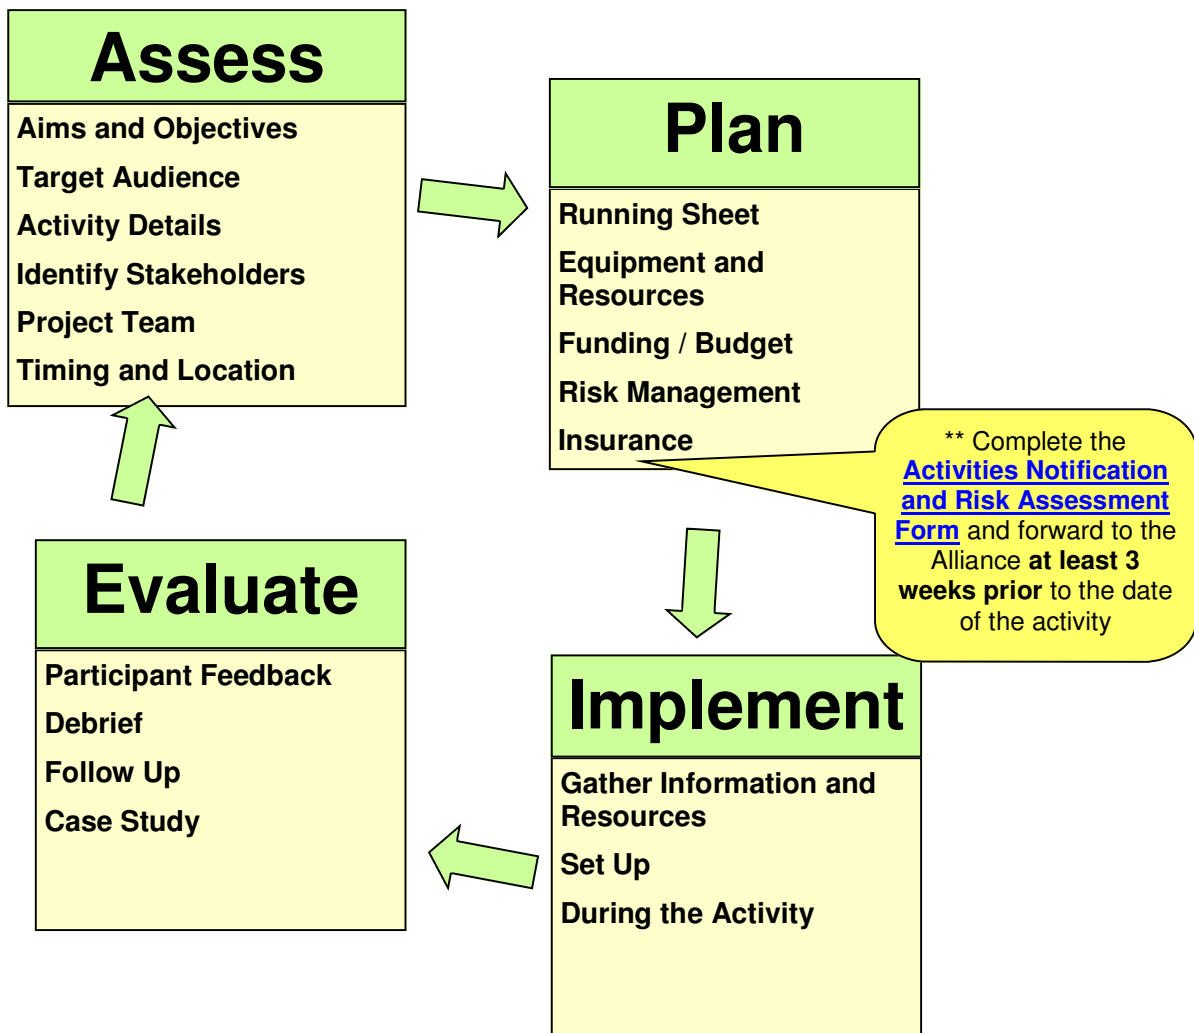 Assess
Aims and Objectives
Target Audience
Activity Details
Identify Stakeholders
Project Team
Timing and Location
Plan
Running Sheet
Equipment and
Resources
Funding / Budget
Risk Management
Insurance
** Complete the
Activities Notification
and Risk Assessment
Form and forward to the
Alliance at least 3
weeks prior to the date
of the activity
Implement
Gather Information and
Resources
Set Up
During the Activity
Evaluate
Participant Feedback
Debrief
Follow Up
Case Study